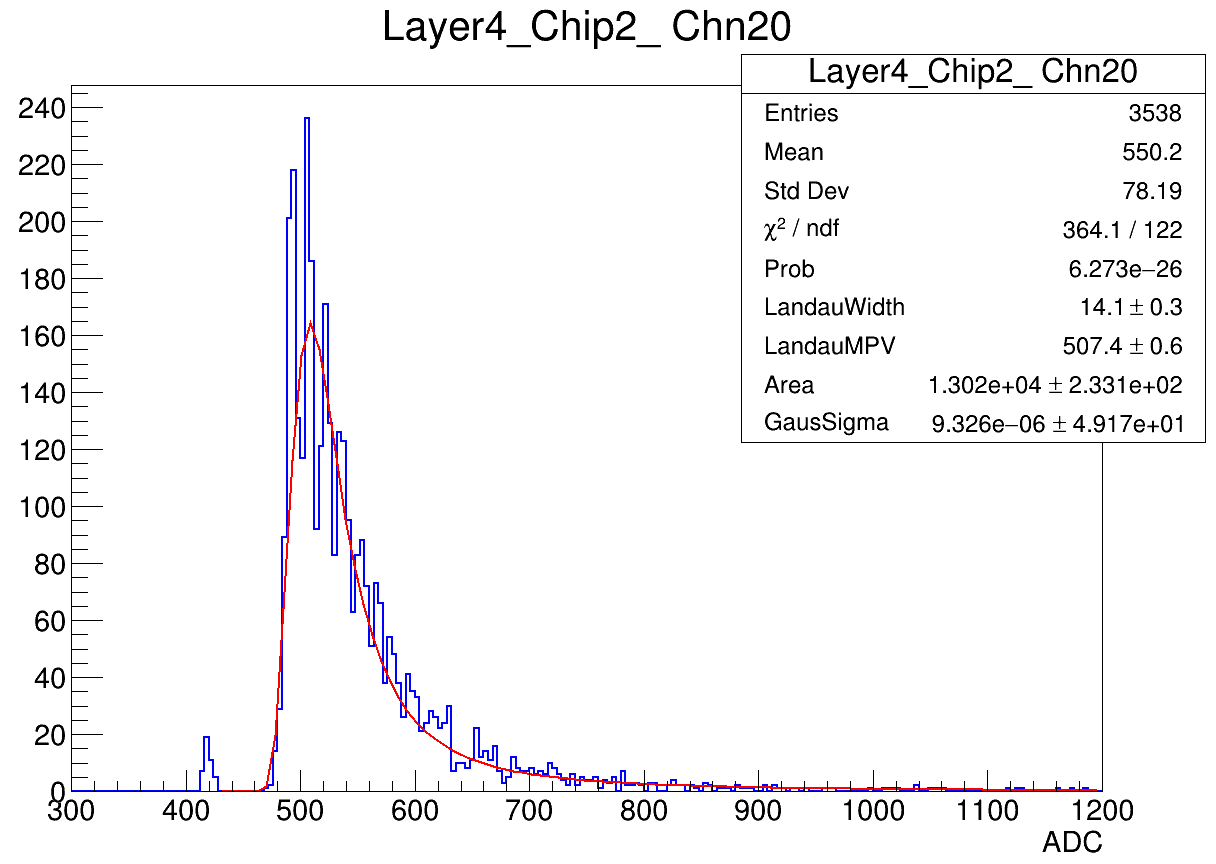 Layer4_Chip2_ Chn20
Layer4_Chip2_ Chn20
Entries 3538
Mean 550.2
Std Dev 78.19
χ² / ndf 364.1 / 122
Prob 6.273e−26
LandauWidth 14.1 ± 0.3
LandauMPV 507.4 ± 0.6
Area 1.302e+04 ± 2.331e+02
GausSigma 9.326e−06 ± 4.917e+01
240
220
200
180
160
140
120
100
80
60
40
20
0
300 400 500 600 700 800 900 1000 1100 1200
ADC